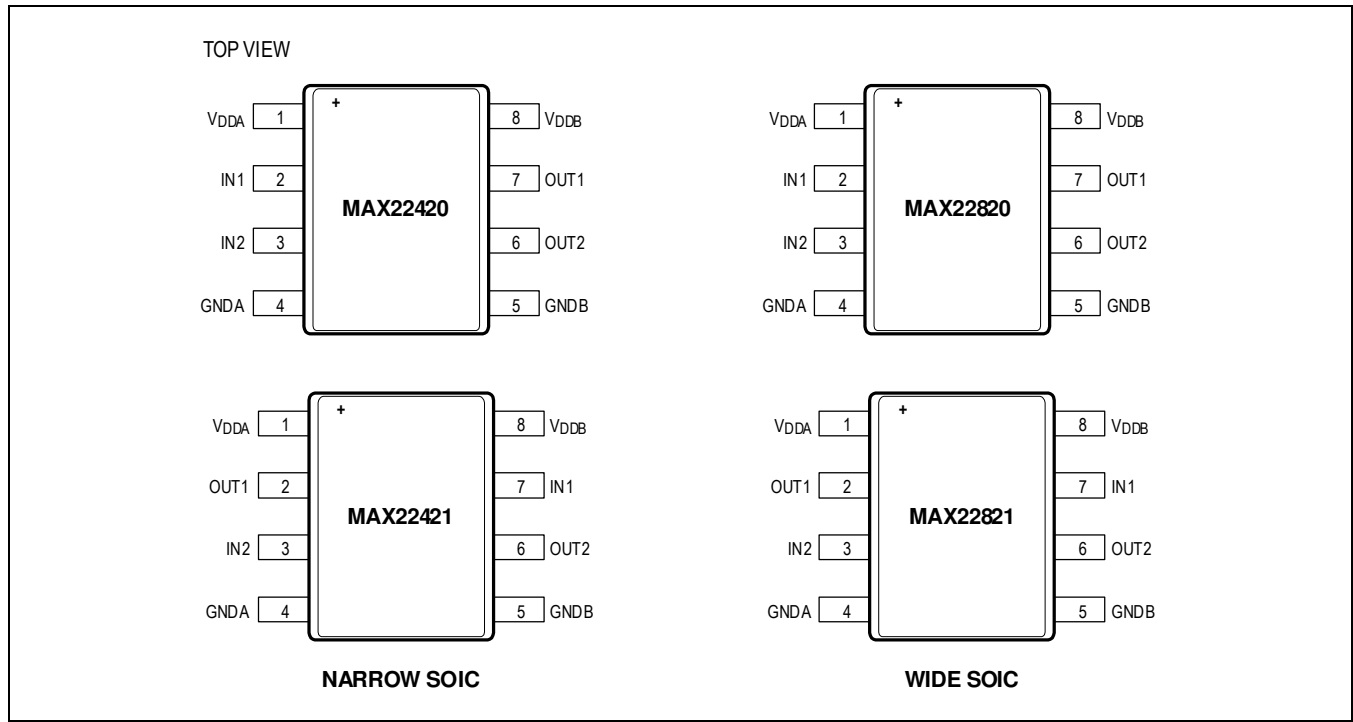 TOP VIEW
+
VDDA 1 8 VDDB
IN1 2 7 OUT1
MAX22420
IN2 3 6 OUT2
GNDA 4 5 GNDB
+
VDDA 1 8 VDDB
IN1 2 7 OUT1
MAX22820
IN2 3 6 OUT2
GNDA 4 5 GNDB
+
VDDA 1 8 VDDB
OUT1 2 7 IN1
MAX22421
IN2 3 6 OUT2
GNDA 4 5 GNDB
NARROW SOIC
+
VDDA 1 8 VDDB
OUT1 2 7 IN1
MAX22821
IN2 3 6 OUT2
GNDA 4 5 GNDB
WIDE SOIC